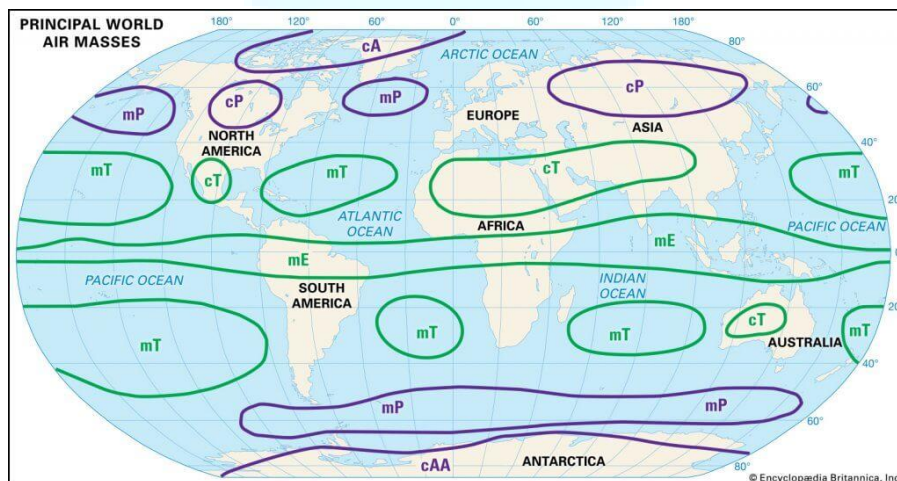 PRINCIPAL WORLD
AIR MASSES
180° 120° 60° 0° 60° 120° 180°
80°
cA
ARCTIC OCEAN
60°
mP
cP
mP
cP
EUROPE
NORTH
AMERICA
ASIA
40°
mT
cT
mT
cT
mT
20°
ATLANTIC
OCEAN
AFRICA
PACIFIC OCEAN
mE
mE
0
PACIFIC OCEAN
SOUTH
AMERICA
INDIAN
OCEAN
20
mT
mT
mT
cT
mT
AUSTRALIA
40°
mP
mP
60°
cAA
ANTARCTICA
80°
© Encyclopædia Britannica, Inc